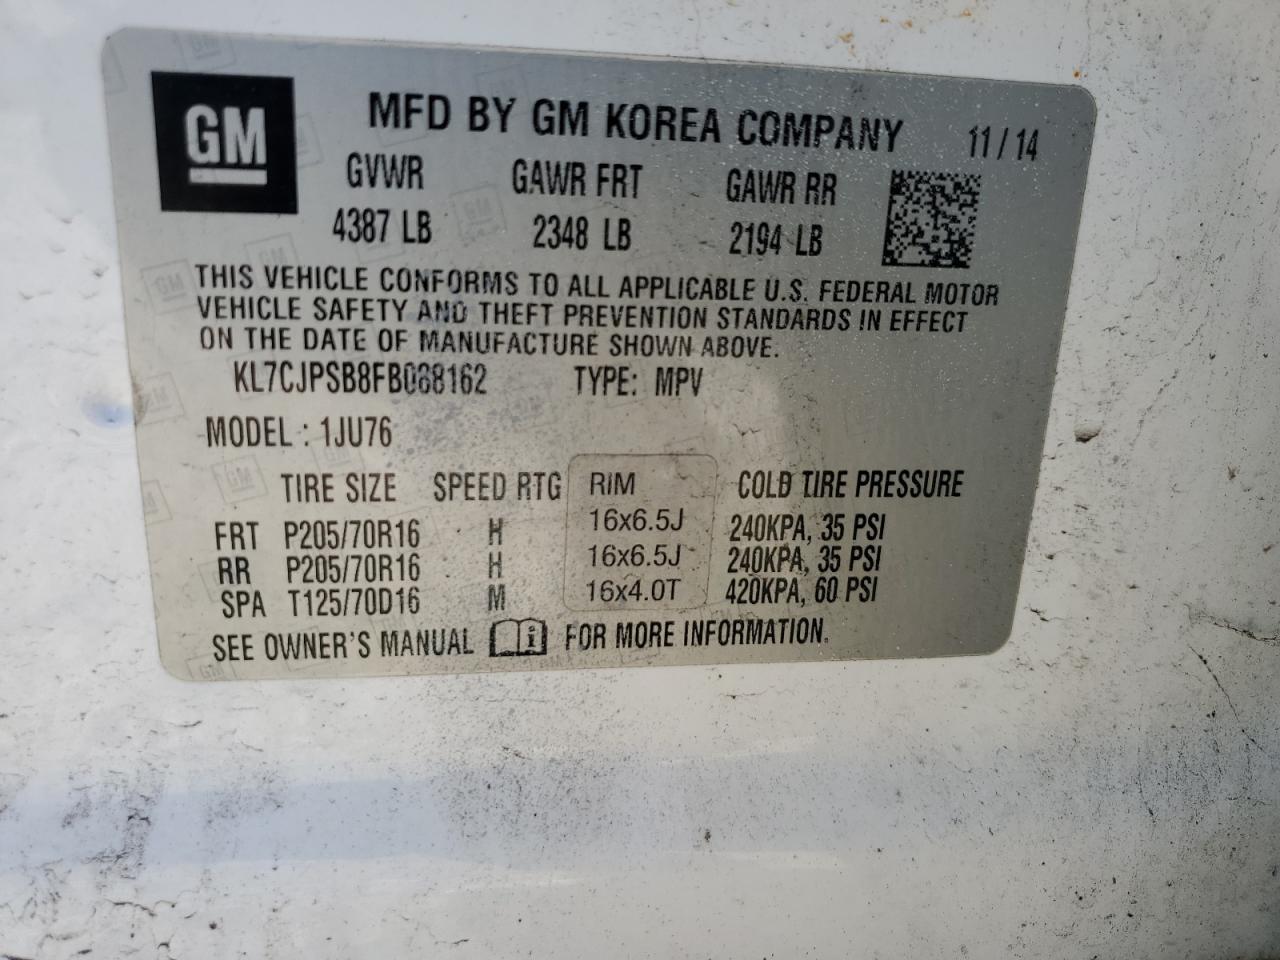 GM
MFD BY GM KOREA COMPANY 11 / 14
GVWR GAWR FRT GAWR RR
4387 LB 2348 LB 2194 LB
THIS VEHICLE CONFORMS TO ALL APPLICABLE U.S. FEDERAL MOTOR
VEHICLE SAFETY AND THEFT PREVENTION STANDARDS IN EFFECT
ON THE DATE OF MANUFACTURE SHOWN ABOVE.
KL7CJPSB8FB088162 TYPE: MPV
MODEL : 1JU76
TIRE SIZE SPEED RTG RIM COLD TIRE PRESSURE
FRT P205/70R16 H 16x6.5J 240KPA, 35 PSI
RR P205/70R16 H 16x6.5J 240KPA, 35 PSI
SPA T125/70D16 M 16x4.0T 420KPA, 60 PSI
SEE OWNER'S MANUAL i FOR MORE INFORMATION.